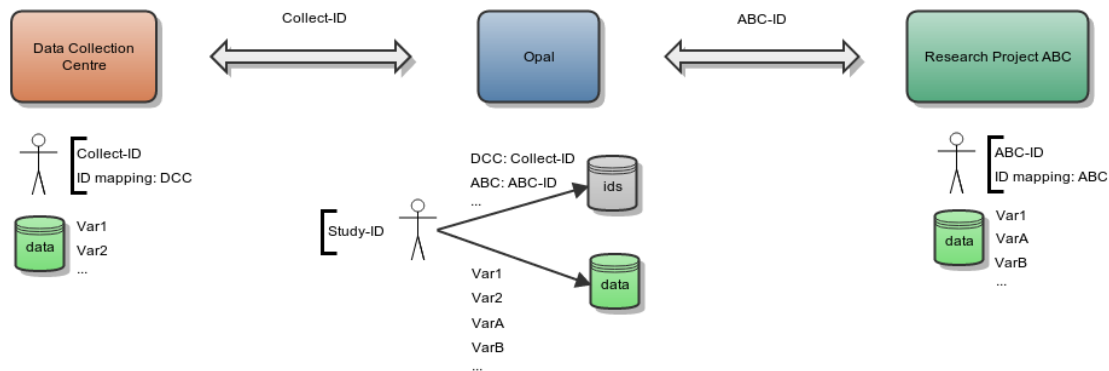 Collect-ID
ABC-ID
Data Collection
Centre
Opal
Research Project ABC
Collect-ID
ID mapping: DCC
data
Var1
Var2
...
DCC: Collect-ID
ABC: ABC-ID
...
ids
Study-ID
data
Var1
Var2
VarA
VarB
...
ABC-ID
ID mapping: ABC
data
Var1
VarA
VarB
...